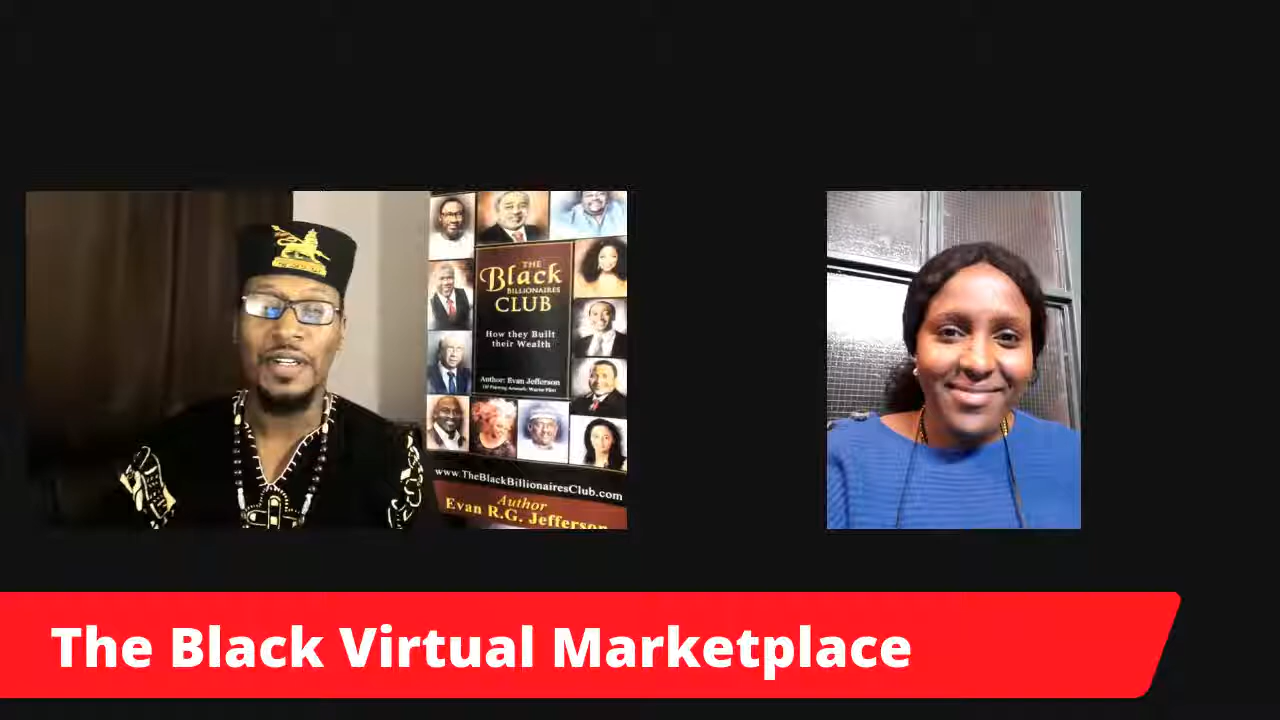 THE
Black
BILLIONAIRES
CLUB
How they Built
their Wealth
Author: Evan Jefferson
www.TheBlackBillionairesClub.com
Author
Evan R.G. Jefferson
The Black Virtual Marketplace